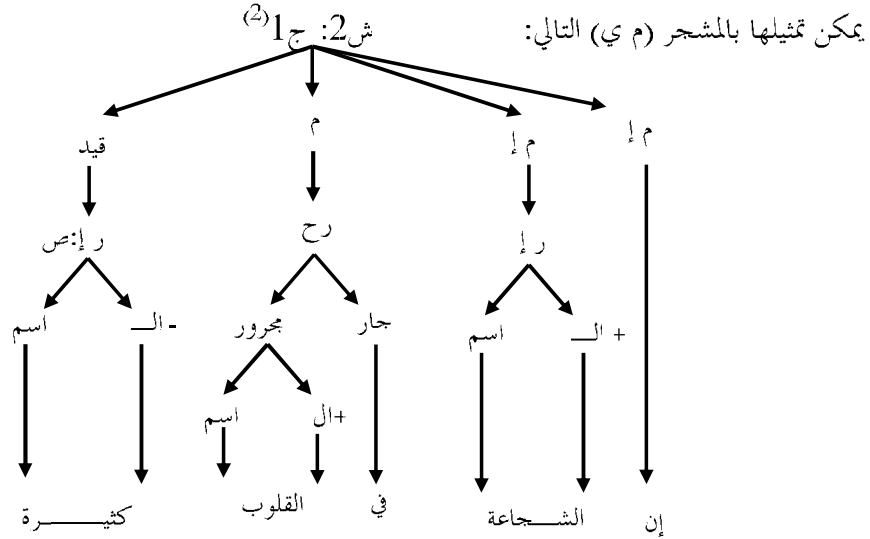 يمكن تمثيلها بالمشجر (م ي) التالي: ش2: ج1(2)
م إ م إ م قيد
ر إ رح ر إ:ص
+ الـ اسم جار مجرور - الـ اسم
+ال اسم
إن الشـجاعة في القلوب كثيـــرة